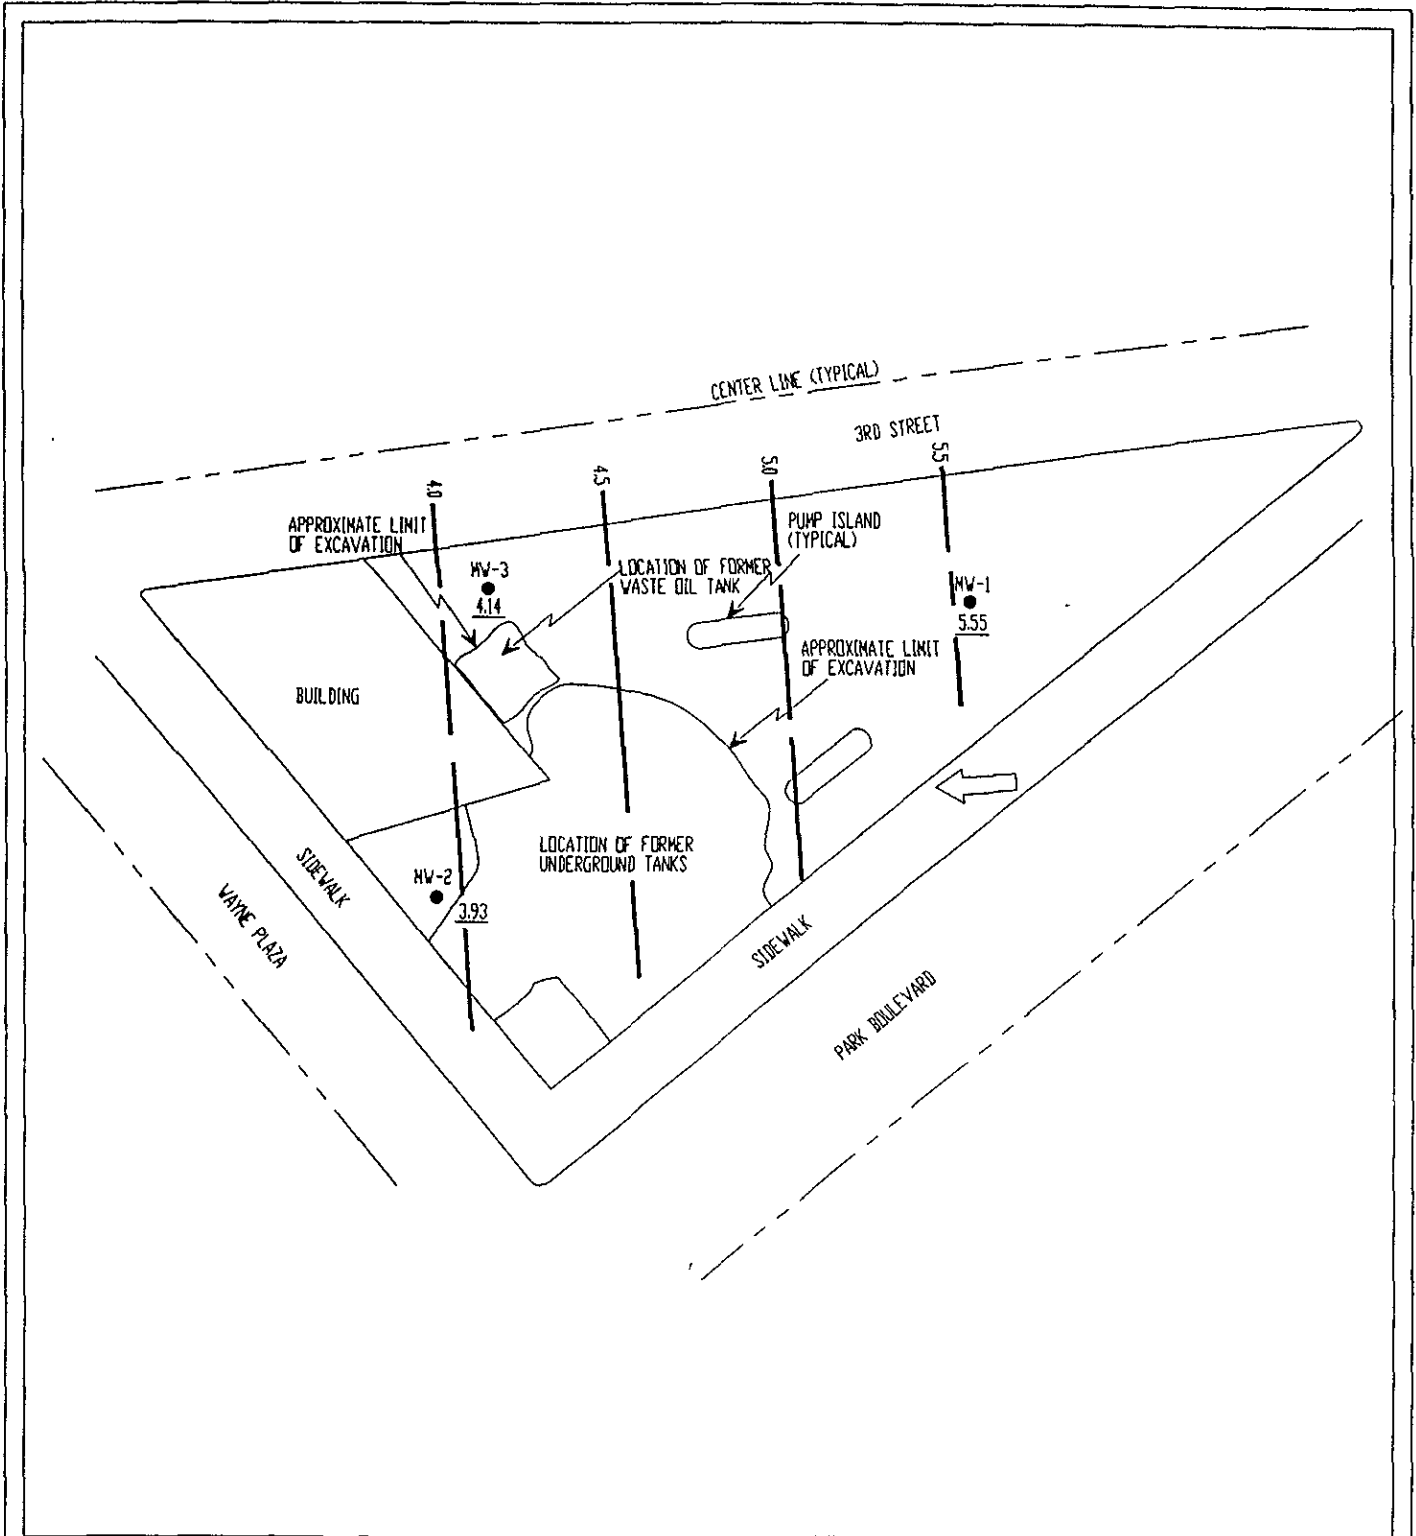 CENTER LINE (TYPICAL)
3RD STREET
4.0
4.5
5.0
5.5
APPROXIMATE LIMIT
OF EXCAVATION
MW-3
4.14
LOCATION OF FORMER
WASTE OIL TANK
PUMP ISLAND
(TYPICAL)
MW-1
5.55
APPROXIMATE LIMIT
OF EXCAVATION
BUILDING
LOCATION OF FORMER
UNDERGROUND TANKS
MW-2
3.93
SIDEWALK
WAYNE PLAZA
SIDEWALK
PARK BOULEVARD